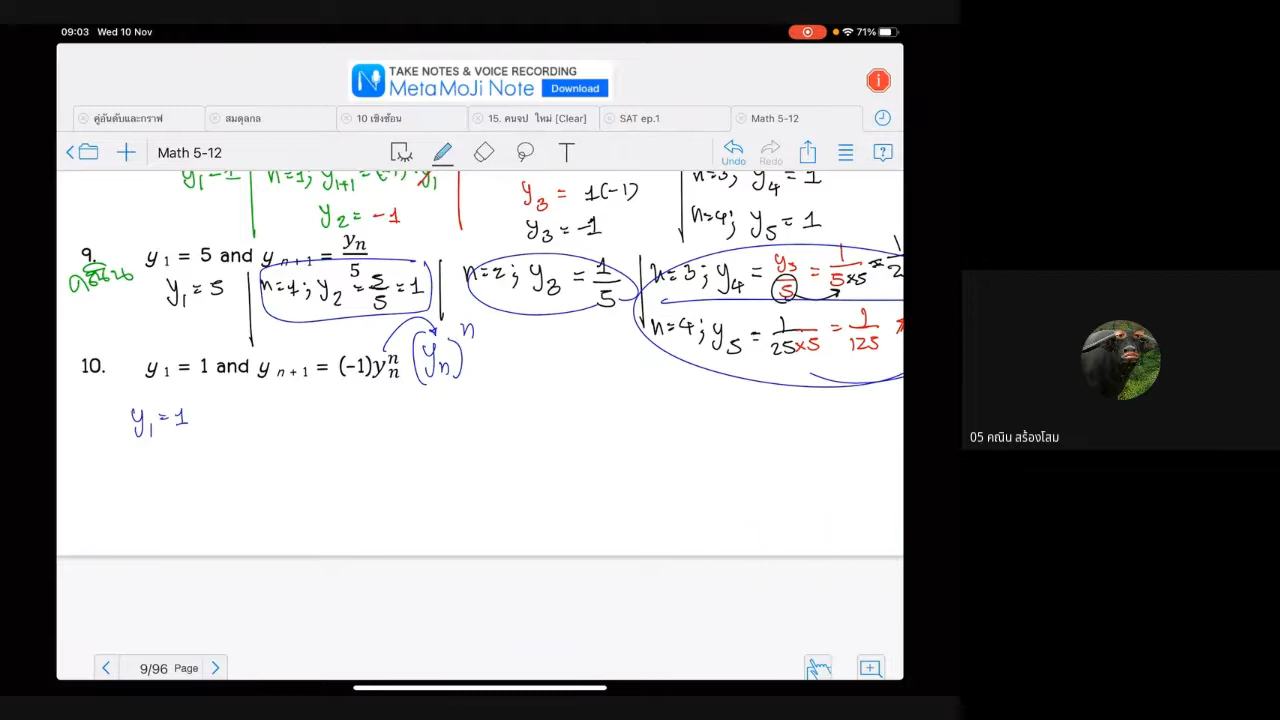 09:03 Wed 10 Nov 71%
TAKE NOTES & VOICE RECORDING
MetaMoJi Note Download
คู่อันดับและกราฟ สมดุลกล 10 เชิงซ้อน 15. คนจป ใหม่ [Clear] SAT ep.1 Math 5-12
Math 5-12 T Undo Redo
n=3; y₄ = 1
y₃ = 1(-1)
y₂ = -1
n=4; y₅ = 1
y₃ = -1
9. y₁ = 5 and yₙ₊₁ = yₙ/5
y₁ = 5 n=1; y₂ = 5/5 = 1 n=2; y₃ = 1/5 n=3; y₄ = y₃/5 = 1/5×5 =
n=4; y₅ = 1/25×5 = 1/125
10. y₁ = 1 and yₙ₊₁ = (-1)yₙⁿ (yₙ)ⁿ
y₁ = 1
05 คณิน สร้องโสม
9/96 Page